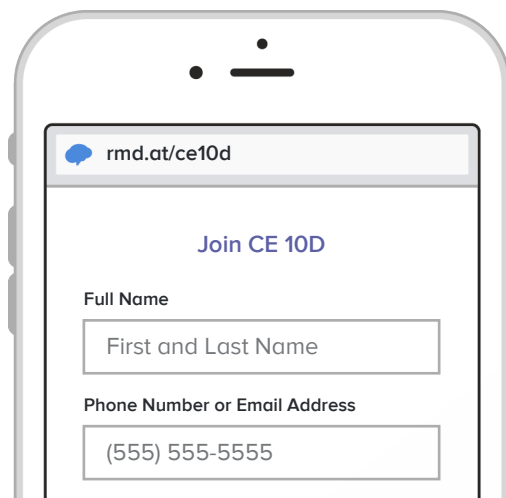 rmd.at/ce10d
Join CE 10D
Full Name
First and Last Name
Phone Number or Email Address
(555) 555-5555